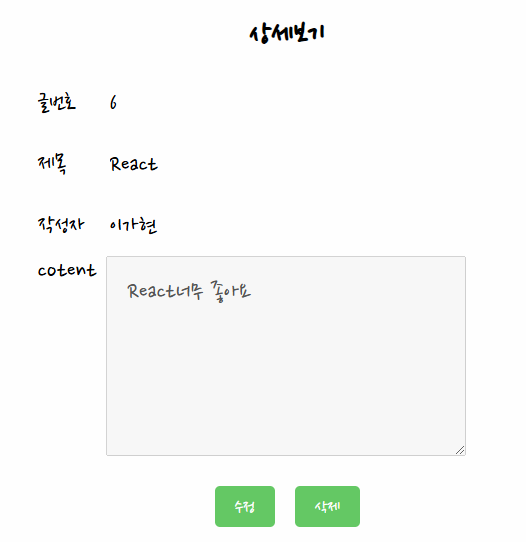 상세보기
글번호 6
제목 React
작성자 이가현
cotent
React너무 좋아요
수정 삭제